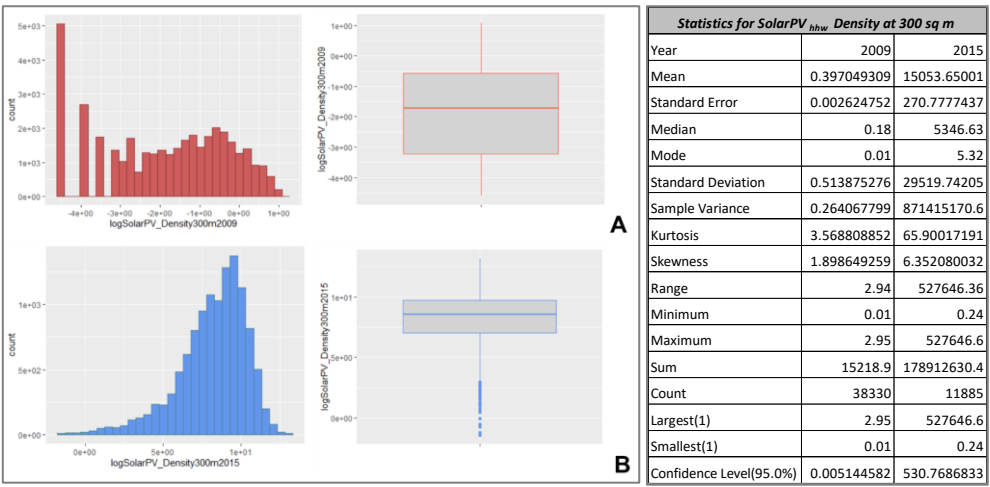 5e+03
4e+03
3e+03
2e+03
1e+03
0e+00
count
-4e+00 -3e+00 -2e+00 -1e+00 0e+00 1e+00
logSolarPV_Density300m2009
1e+00
0e+00
-1e+00
-2e+00
-3e+00
-4e+00
logSolarPV_Density300m2009
A
1e+03
5e+02
0e+00
count
0e+00 5e+00 1e+01
logSolarPV_Density300m2015
1e+01
5e+00
0e+00
logSolarPV_Density300m2015
B
Statistics for SolarPV hhw Density at 300 sq m
Year 2009 2015
Mean 0.397049309 15053.65001
Standard Error 0.002624752 270.7777437
Median 0.18 5346.63
Mode 0.01 5.32
Standard Deviation 0.513875276 29519.74205
Sample Variance 0.264067799 871415170.6
Kurtosis 3.568808852 65.90017191
Skewness 1.898649259 6.352080032
Range 2.94 527646.36
Minimum 0.01 0.24
Maximum 2.95 527646.6
Sum 15218.9 178912630.4
Count 38330 11885
Largest(1) 2.95 527646.6
Smallest(1) 0.01 0.24
Confidence Level(95.0%) 0.005144582 530.7686833